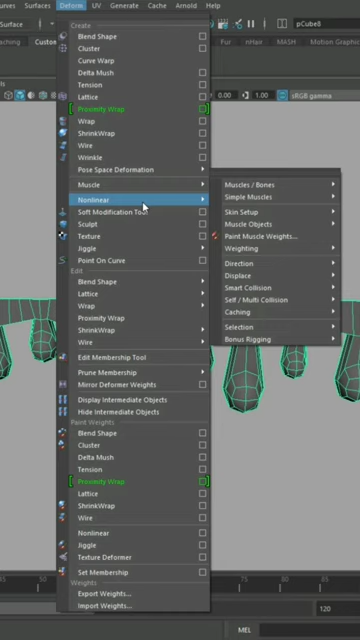 Surfaces Deform UV Generate Cache Arnold Help
pCube8
Custom Fur nHair MASH Motion Graphics
0.00 1.00 sRGB gamma
Create
Blend Shape
Cluster
Curve Warp
Delta Mush
Tension
Lattice
Proximity Wrap
Wrap
ShrinkWrap
Wire
Wrinkle
Pose Space Deformation
Muscle
Nonlinear
Soft Modification Tool
Sculpt
Texture
Jiggle
Point On Curve
Edit
Blend Shape
Lattice
Wrap
Proximity Wrap
ShrinkWrap
Wire
Edit Membership Tool
Prune Membership
Mirror Deformer Weights
Display Intermediate Objects
Hide Intermediate Objects
Paint Weights
Blend Shape
Cluster
Delta Mush
Tension
Proximity Wrap
Lattice
ShrinkWrap
Wire
Nonlinear
Jiggle
Texture Deformer
Set Membership
Weights
Export Weights...
Import Weights...
Muscles / Bones
Simple Muscles
Skin Setup
Muscle Objects
Paint Muscle Weights...
Weighting
Direction
Displace
Smart Collision
Self / Multi Collision
Caching
Selection
Bonus Rigging
45 50 75 80 85
120
MEL